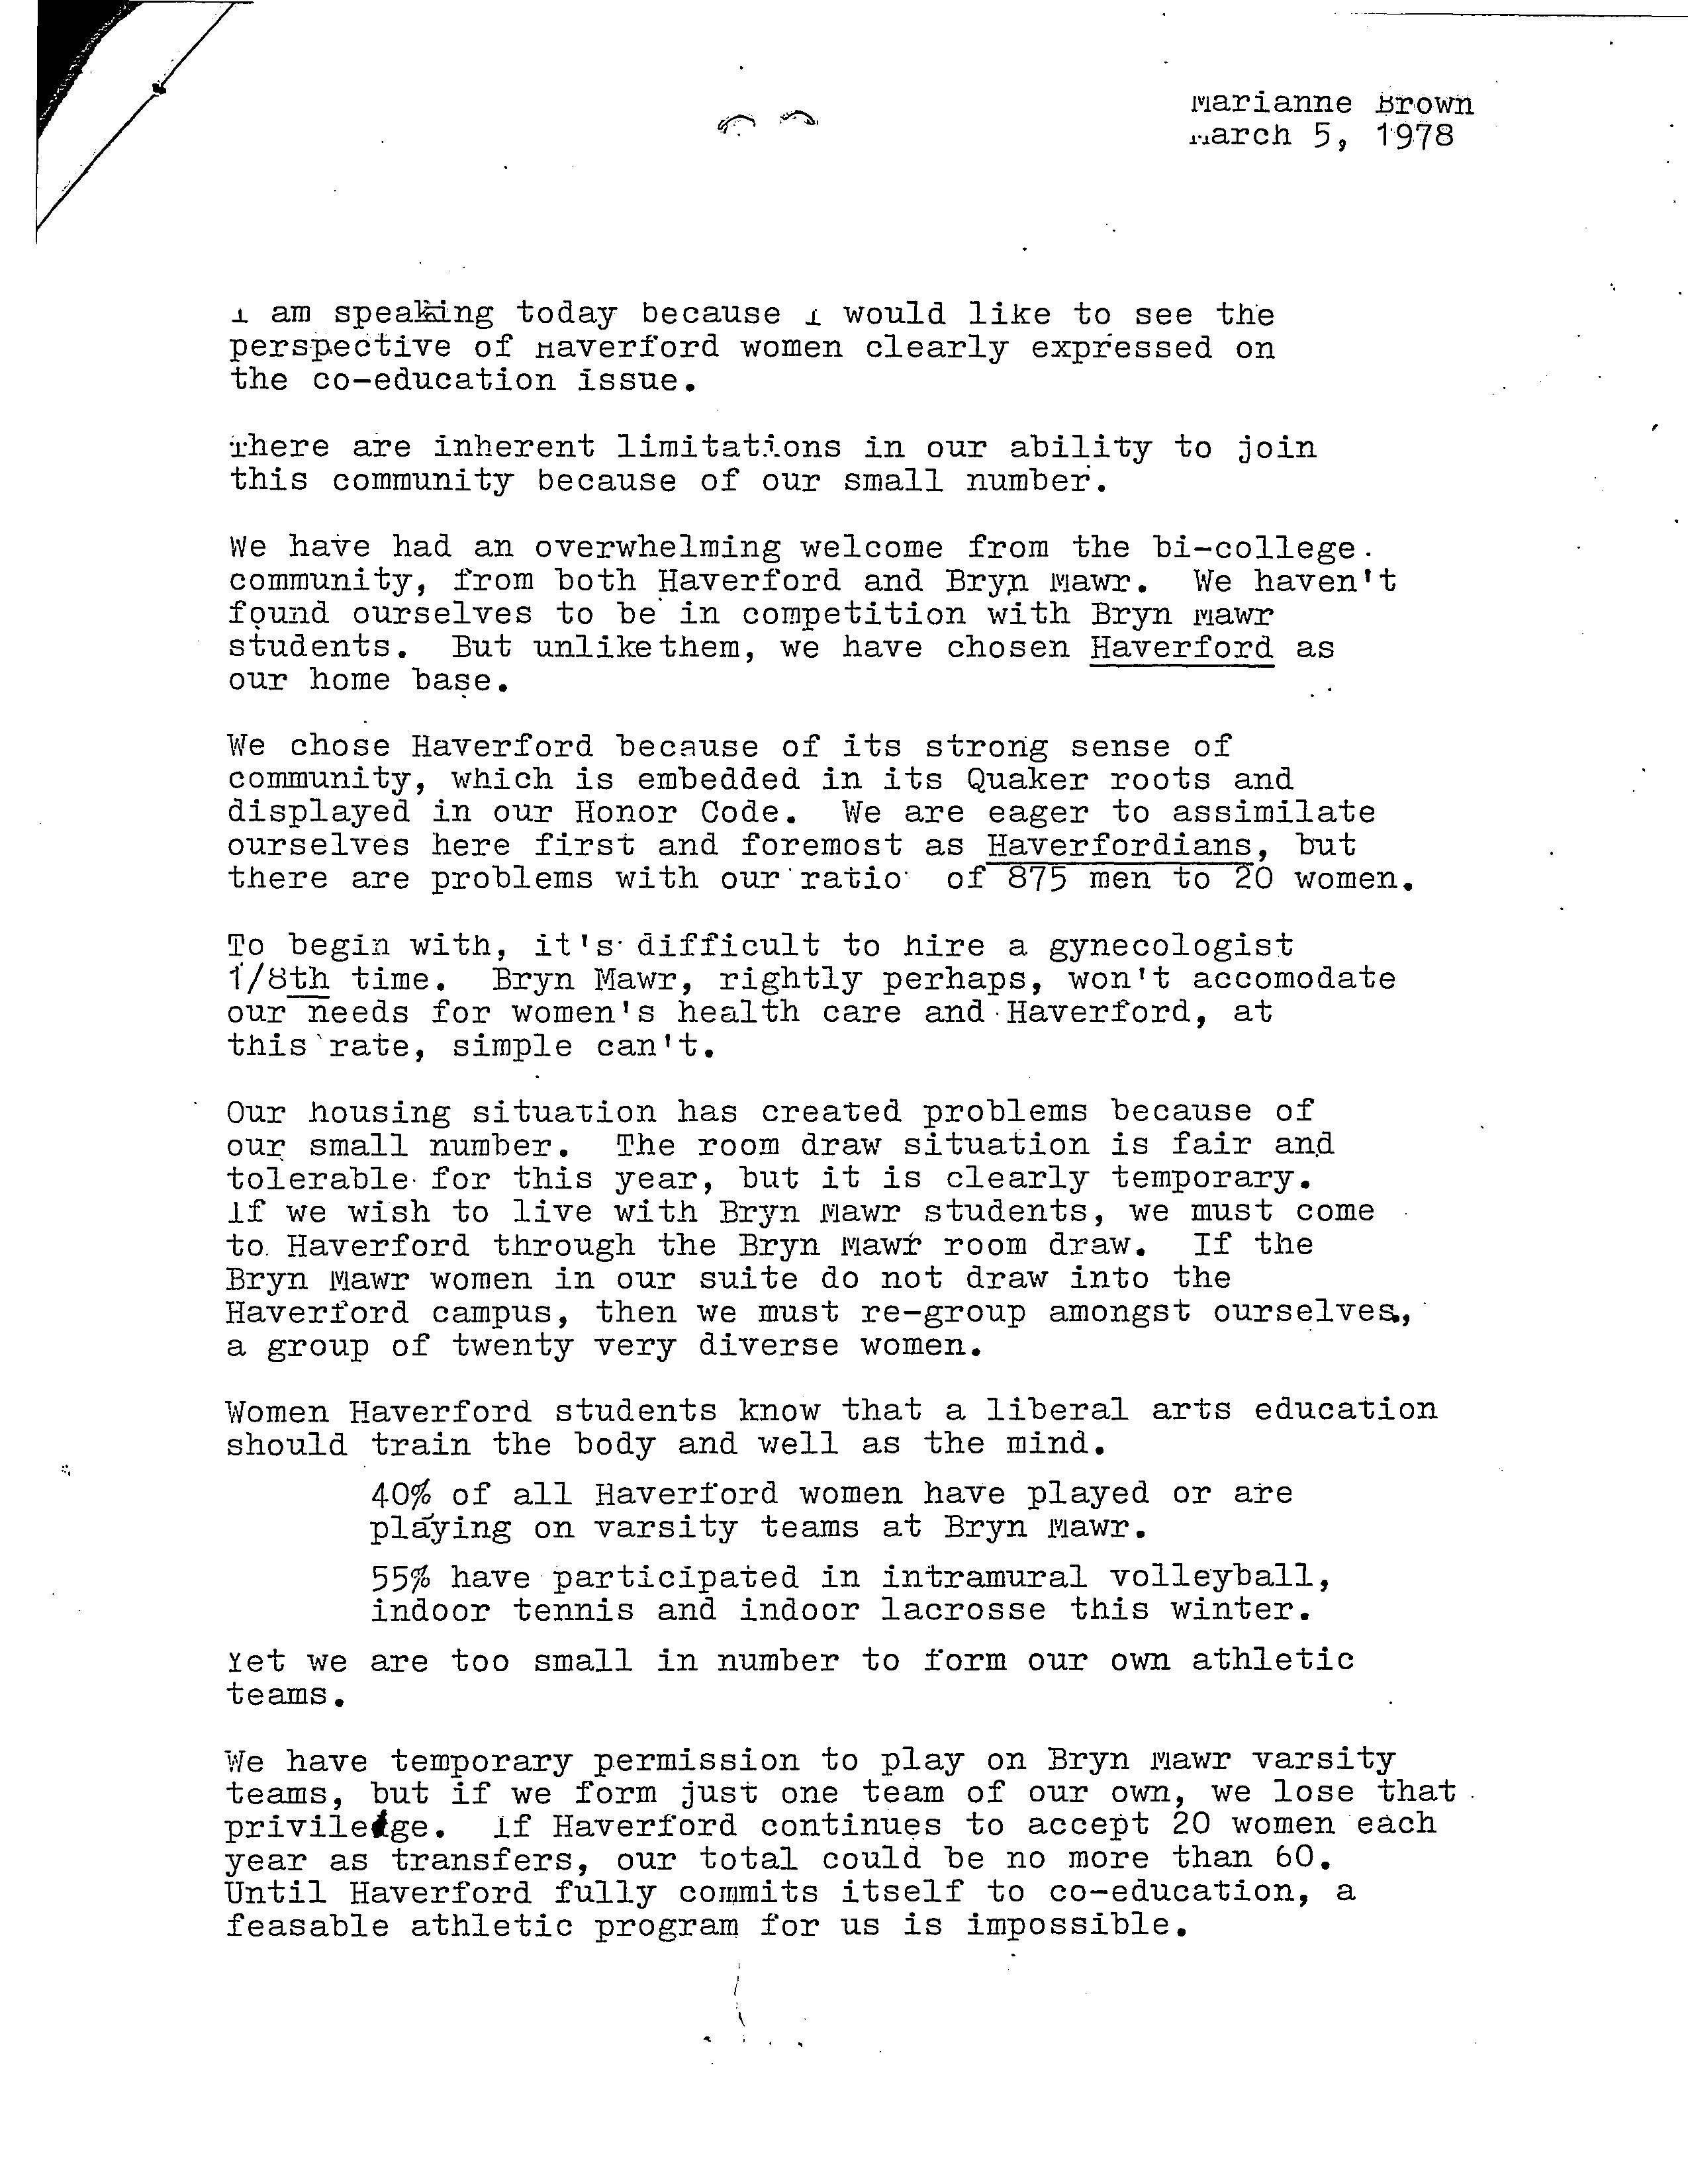 Marianne Brown
March 5, 1978
I am speaking today because I would like to see the
perspective of Haverford women clearly expressed on
the co-education issue.
There are inherent limitations in our ability to join
this community because of our small number.
We have had an overwhelming welcome from the bi-college
community, from both Haverford and Bryn Mawr. We haven't
found ourselves to be in competition with Bryn Mawr
students. But unlike them, we have chosen Haverford as
our home base.
We chose Haverford because of its strong sense of
community, which is embedded in its Quaker roots and
displayed in our Honor Code. We are eager to assimilate
ourselves here first and foremost as Haverfordians, but
there are problems with our ratio of 875 men to 20 women.
To begin with, it's difficult to hire a gynecologist
1/8th time. Bryn Mawr, rightly perhaps, won't accomodate
our needs for women's health care and Haverford, at
this rate, simple can't.
Our housing situation has created problems because of
our small number. The room draw situation is fair and
tolerable for this year, but it is clearly temporary.
If we wish to live with Bryn Mawr students, we must come
to Haverford through the Bryn Mawr room draw. If the
Bryn Mawr women in our suite do not draw into the
Haverford campus, then we must re-group amongst ourselves,
a group of twenty very diverse women.
Women Haverford students know that a liberal arts education
should train the body and well as the mind.
40% of all Haverford women have played or are
playing on varsity teams at Bryn Mawr.
55% have participated in intramural volleyball,
indoor tennis and indoor lacrosse this winter.
Yet we are too small in number to form our own athletic
teams.
We have temporary permission to play on Bryn Mawr varsity
teams, but if we form just one team of our own, we lose that
priviledge. If Haverford continues to accept 20 women each
year as transfers, our total could be no more than 60.
Until Haverford fully commits itself to co-education, a
feasable athletic program for us is impossible.